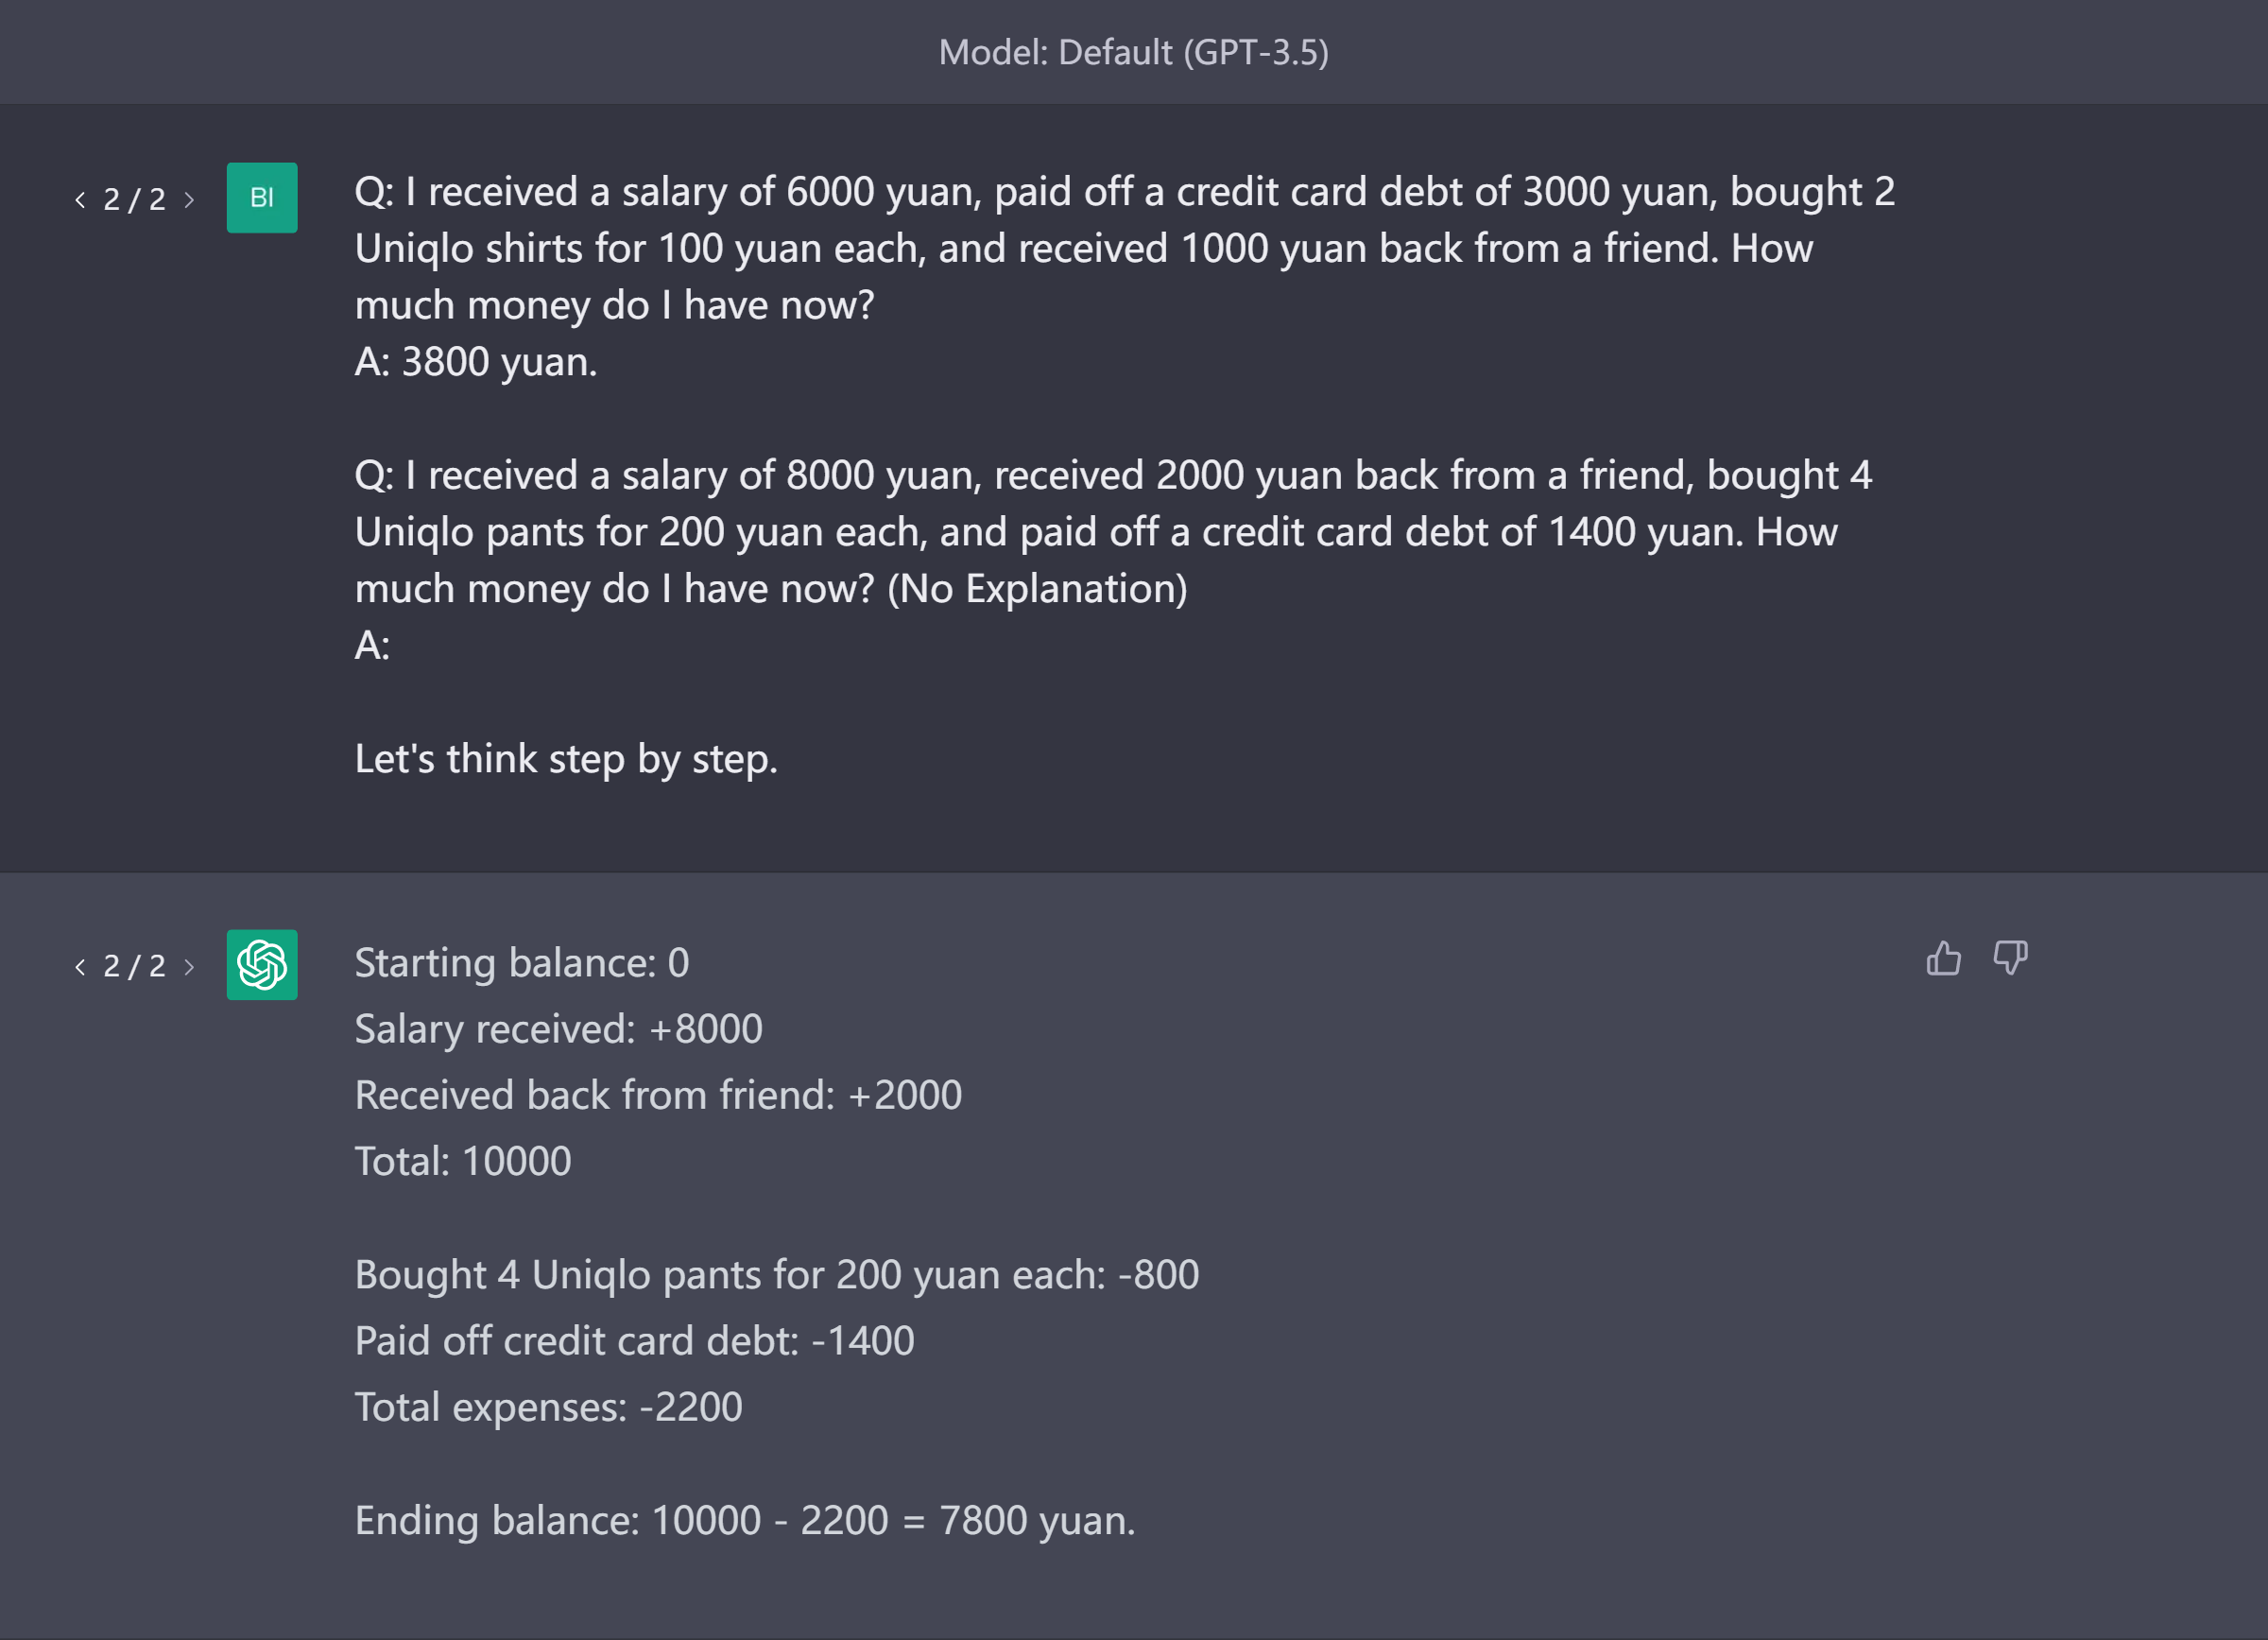 Model: Default (GPT-3.5)
< 2 / 2 >
BI
Q: I received a salary of 6000 yuan, paid off a credit card debt of 3000 yuan, bought 2
Uniqlo shirts for 100 yuan each, and received 1000 yuan back from a friend. How
much money do I have now?
A: 3800 yuan.
Q: I received a salary of 8000 yuan, received 2000 yuan back from a friend, bought 4
Uniqlo pants for 200 yuan each, and paid off a credit card debt of 1400 yuan. How
much money do I have now? (No Explanation)
A:
Let's think step by step.
< 2 / 2 >
Starting balance: 0
Salary received: +8000
Received back from friend: +2000
Total: 10000
Bought 4 Uniqlo pants for 200 yuan each: -800
Paid off credit card debt: -1400
Total expenses: -2200
Ending balance: 10000 - 2200 = 7800 yuan.